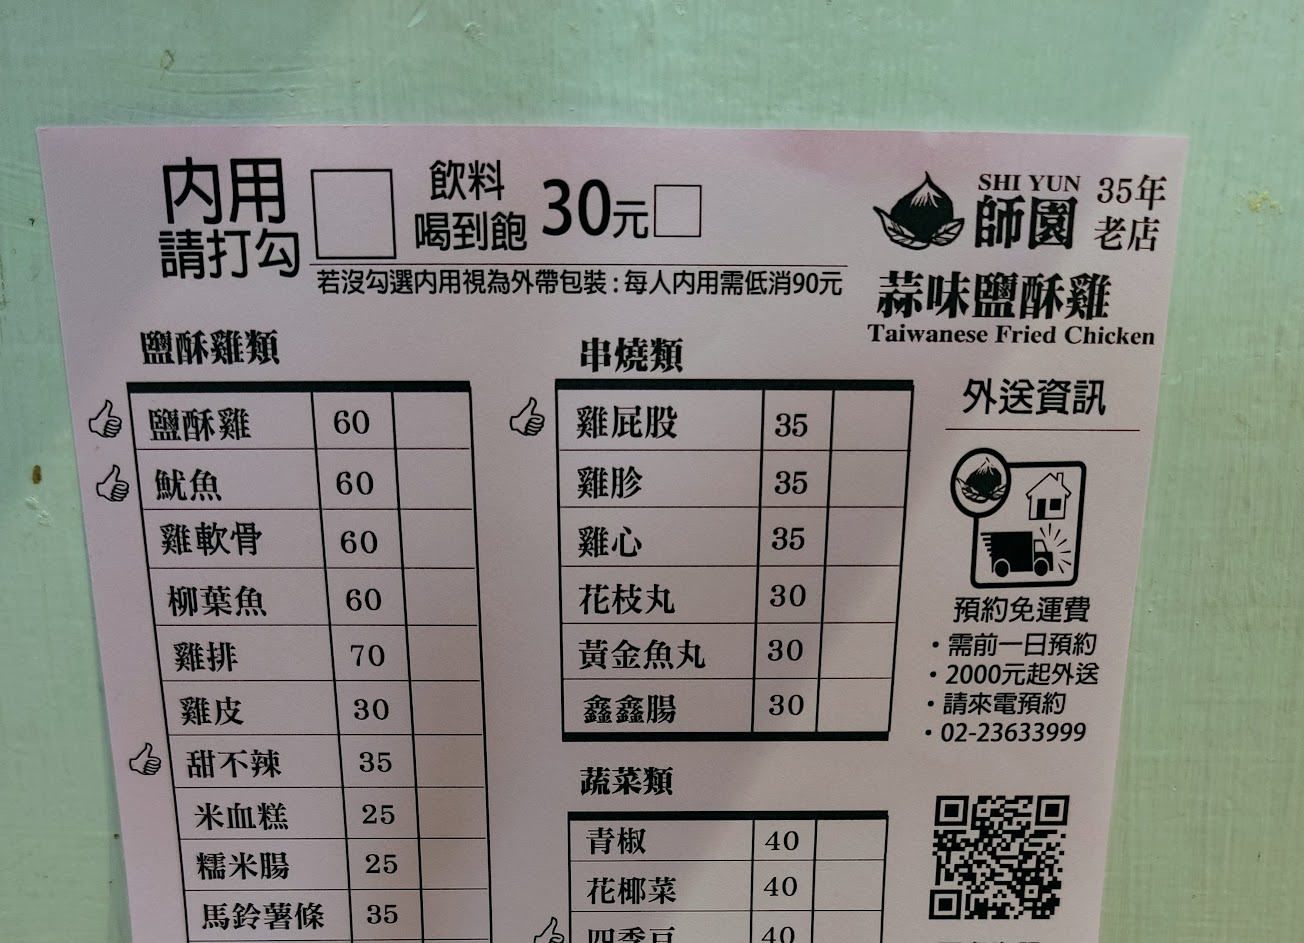 内用
請打勾
飲料
喝到飽
30元
若沒勾選内用視為外帶包裝:每人内用需低消90元
SHI YUN
師園
35年
老店
蒜味鹽酥雞
Taiwanese Fried Chicken
鹽酥雞類
鹽酥雞 60
魷魚 60
雞軟骨 60
柳葉魚 60
雞排 70
雞皮 30
甜不辣 35
米血糕 25
糯米腸 25
馬鈴薯條 35
串燒類
雞屁股 35
雞胗 35
雞心 35
花枝丸 30
黃金魚丸 30
鑫鑫腸 30
蔬菜類
青椒 40
花椰菜 40
四季豆 40
外送資訊
預約免運費
・需前一日預約
・2000元起外送
・請來電預約
・02-23633999